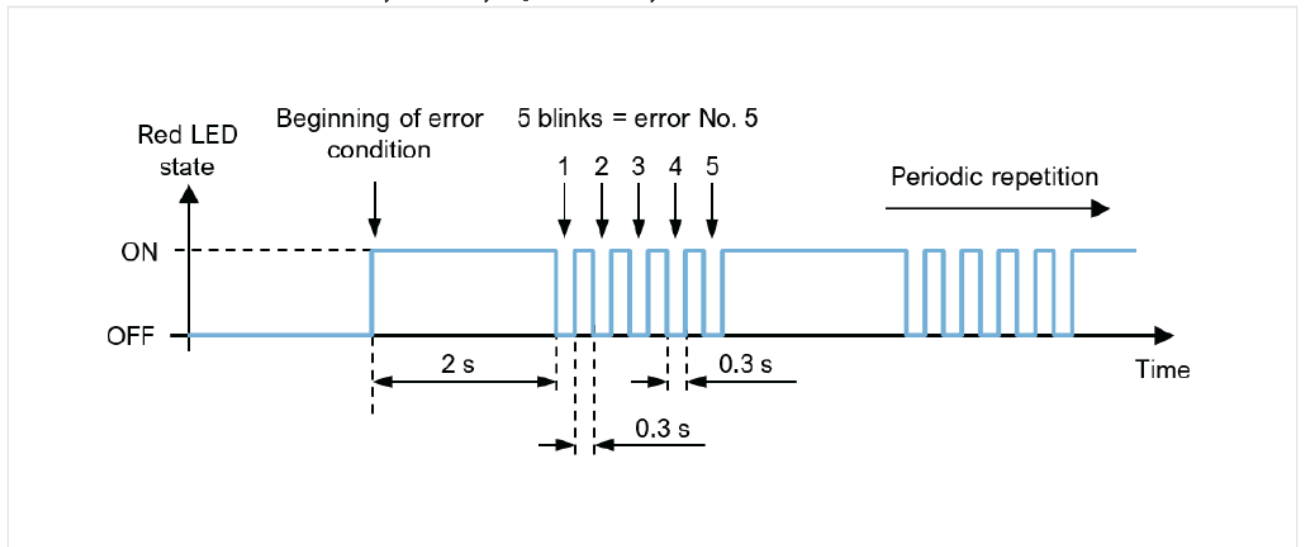 Red LED
state
Beginning of error
condition
5 blinks = error No. 5
1 2 3 4 5
Periodic repetition
ON
OFF
2 s
0.3 s
Time
0.3 s